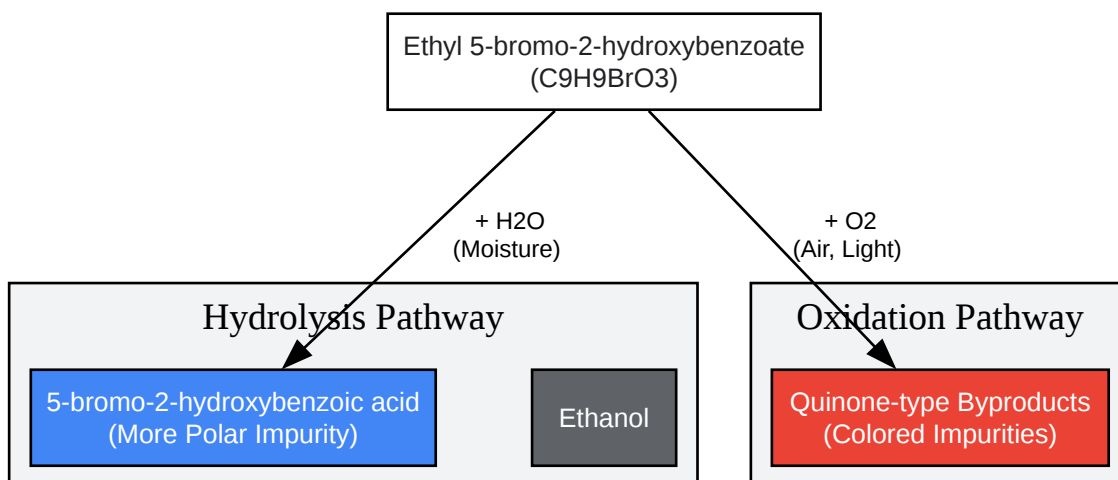 Ethyl 5-bromo-2-hydroxybenzoate
(C9H9BrO3)
+ H2O
(Moisture)
+ O2
(Air, Light)
Hydrolysis Pathway
Oxidation Pathway
5-bromo-2-hydroxybenzoic acid
(More Polar Impurity)
Ethanol
Quinone-type Byproducts
(Colored Impurities)